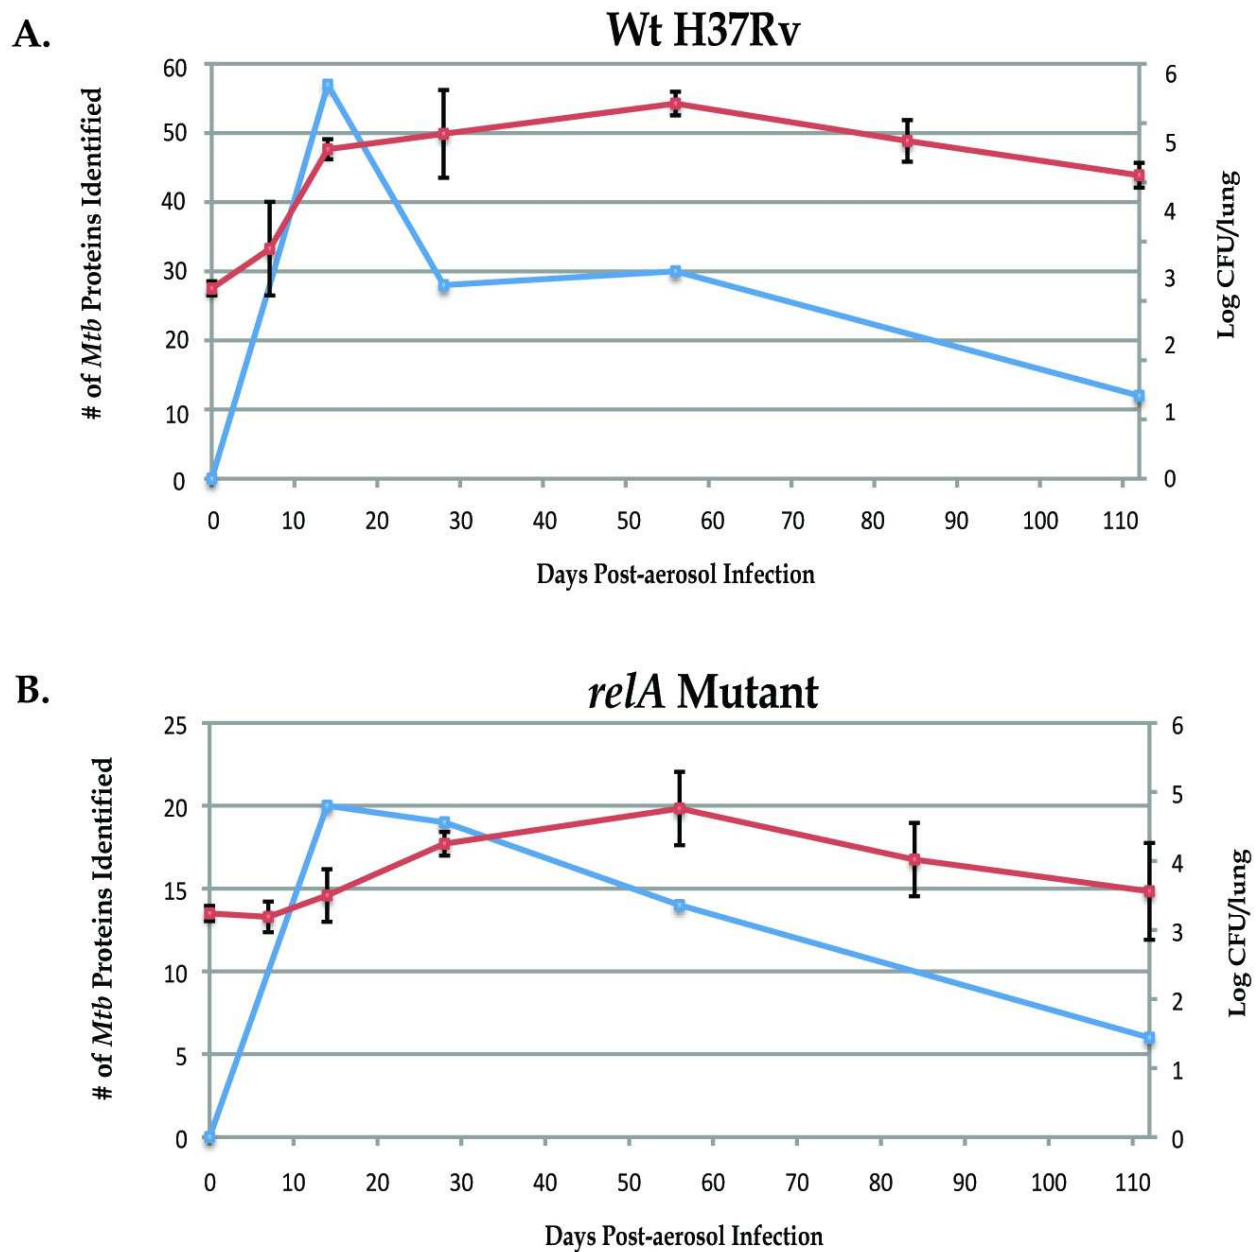 A.
Wt H37Rv
# of Mtb Proteins Identified
60
50
40
30
20
10
0
6
5
4
3
2
1
0
Log CFU/lung
0 10 20 30 40 50 60 70 80 90 100 110
Days Post-aerosol Infection
B.
relA Mutant
# of Mtb Proteins Identified
25
20
15
10
5
0
6
5
4
3
2
1
0
Log CFU/lung
0 10 20 30 40 50 60 70 80 90 100 110
Days Post-aerosol Infection